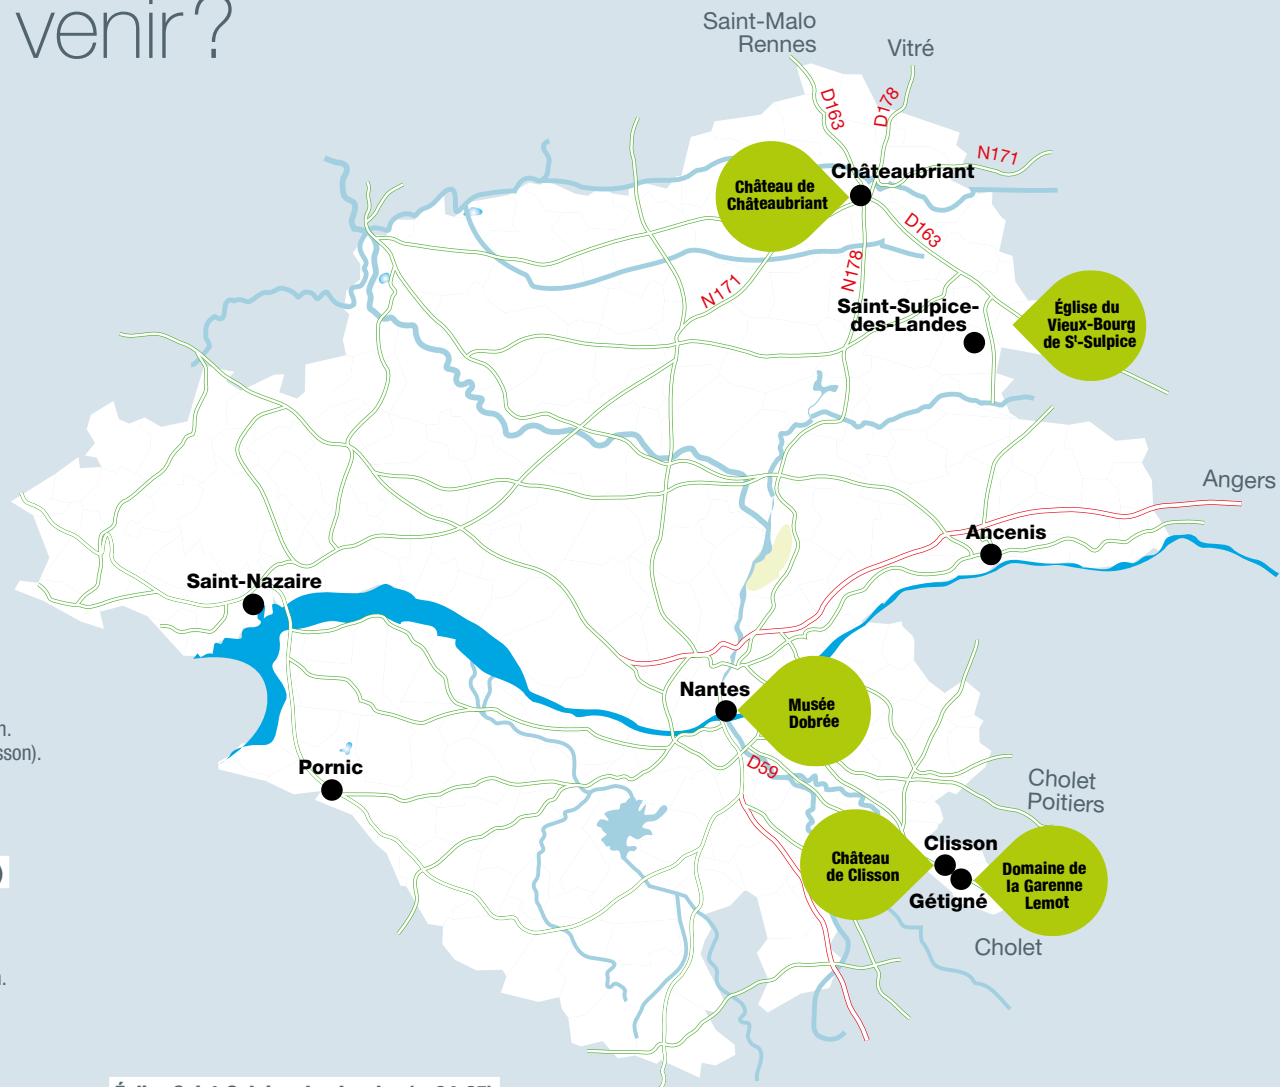 venir ?
Saint-Malo
Rennes
Vitré
D163
D178
N171
Châteaubriant
Château de
Châteaubriant
D163
N178
N171
Saint-Sulpice-
des-Landes
Église du
Vieux-Bourg
de St-Sulpice
Angers
Ancenis
Saint-Nazaire
Nantes
Musée
Dobrée
sson).
Pornic
D59
Cholet
Poitiers
Clisson
Château
de Clisson
Domaine de
la Garenne
Lemot
Gétigné
Cholet